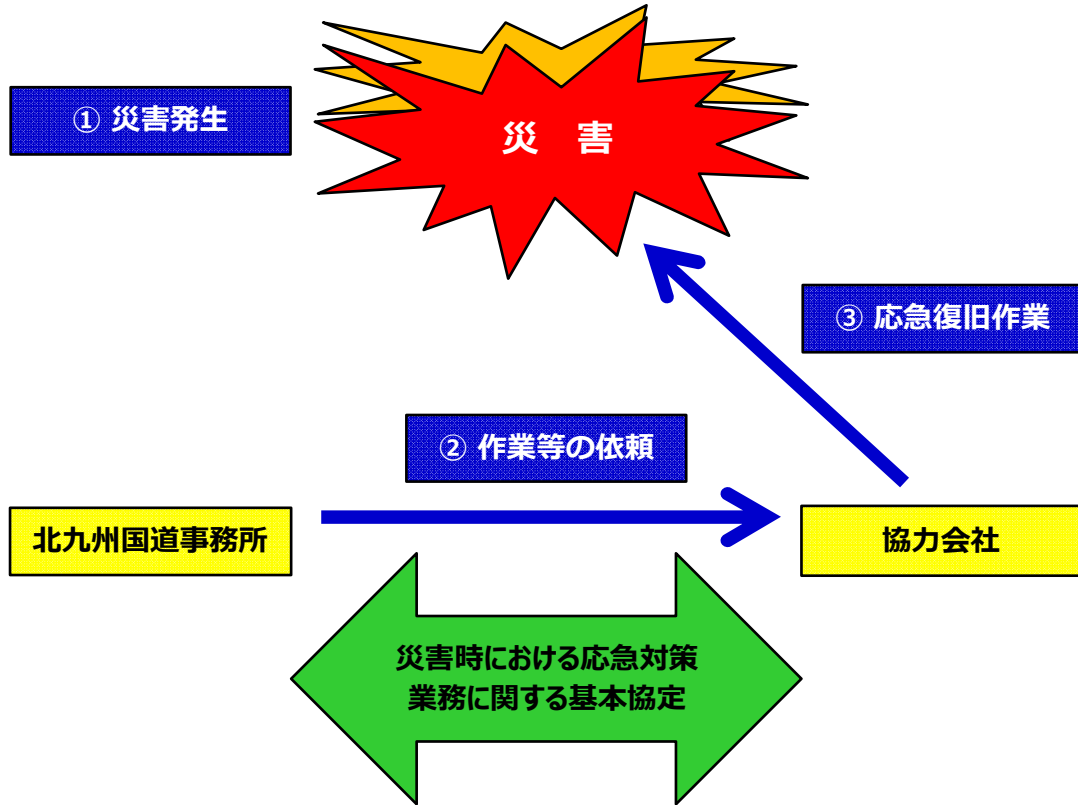 ① 災害発生
災　害
③ 応急復旧作業
② 作業等の依頼
北九州国道事務所
協力会社
災害時における応急対策
業務に関する基本協定